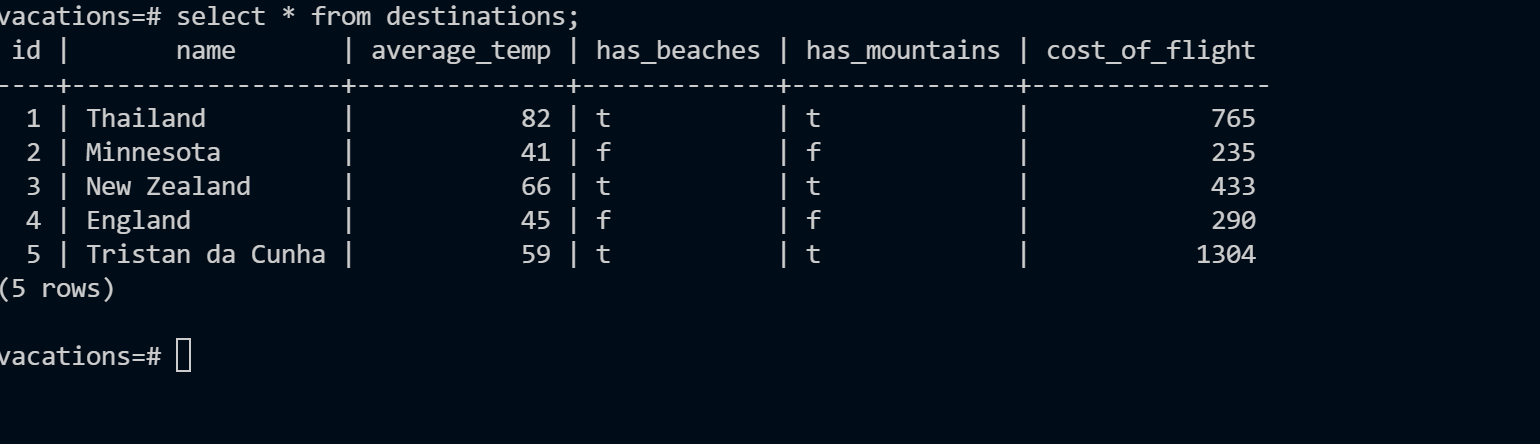 vacations=# select * from destinations;
 id |       name       | average_temp | has_beaches | has_mountains | cost_of_flight
----+------------------+--------------+-------------+---------------+----------------
  1 | Thailand         |           82 | t           | t             |            765
  2 | Minnesota        |           41 | f           | f             |            235
  3 | New Zealand      |           66 | t           | t             |            433
  4 | England          |           45 | f           | f             |            290
  5 | Tristan da Cunha |           59 | t           | t             |           1304
(5 rows)
vacations=#